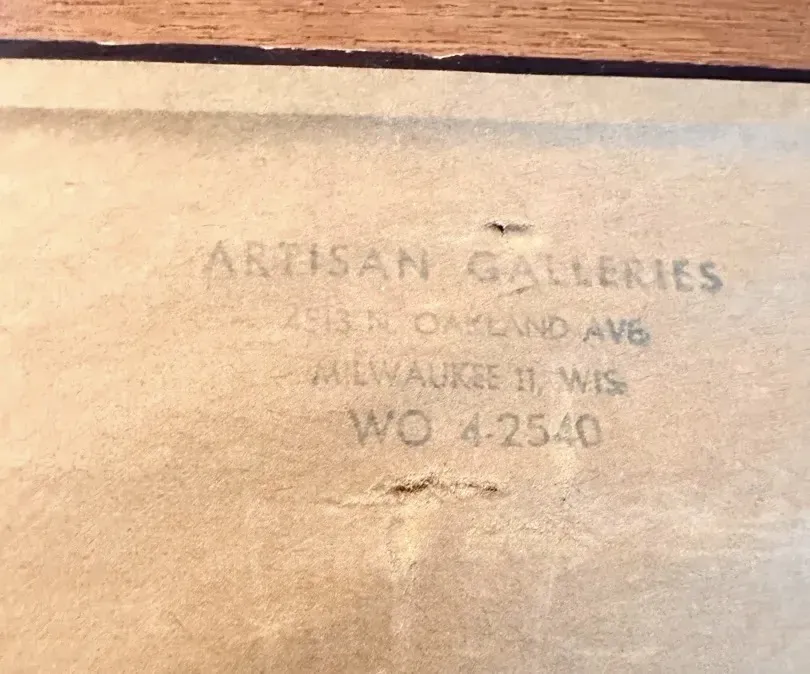 ARTISAN GALLERIES
2513 N. OAKLAND AVE
MILWAUKEE 11, WIS
WO 4-2540